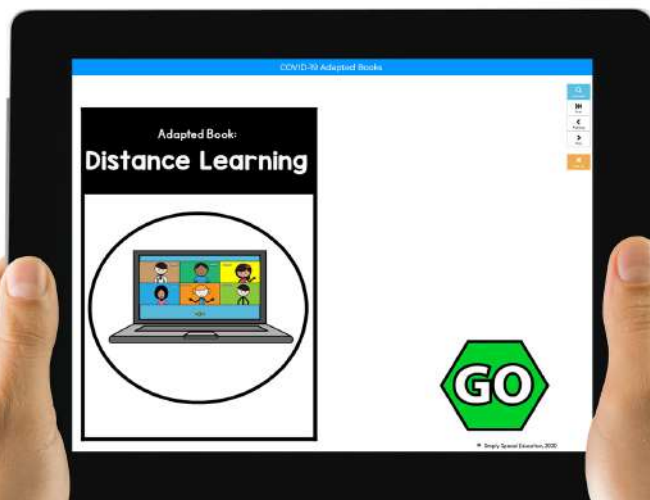 COVID-19 Adapted Books
Adapted Book:
Distance Learning
GO
© Simply Special Education, 2020